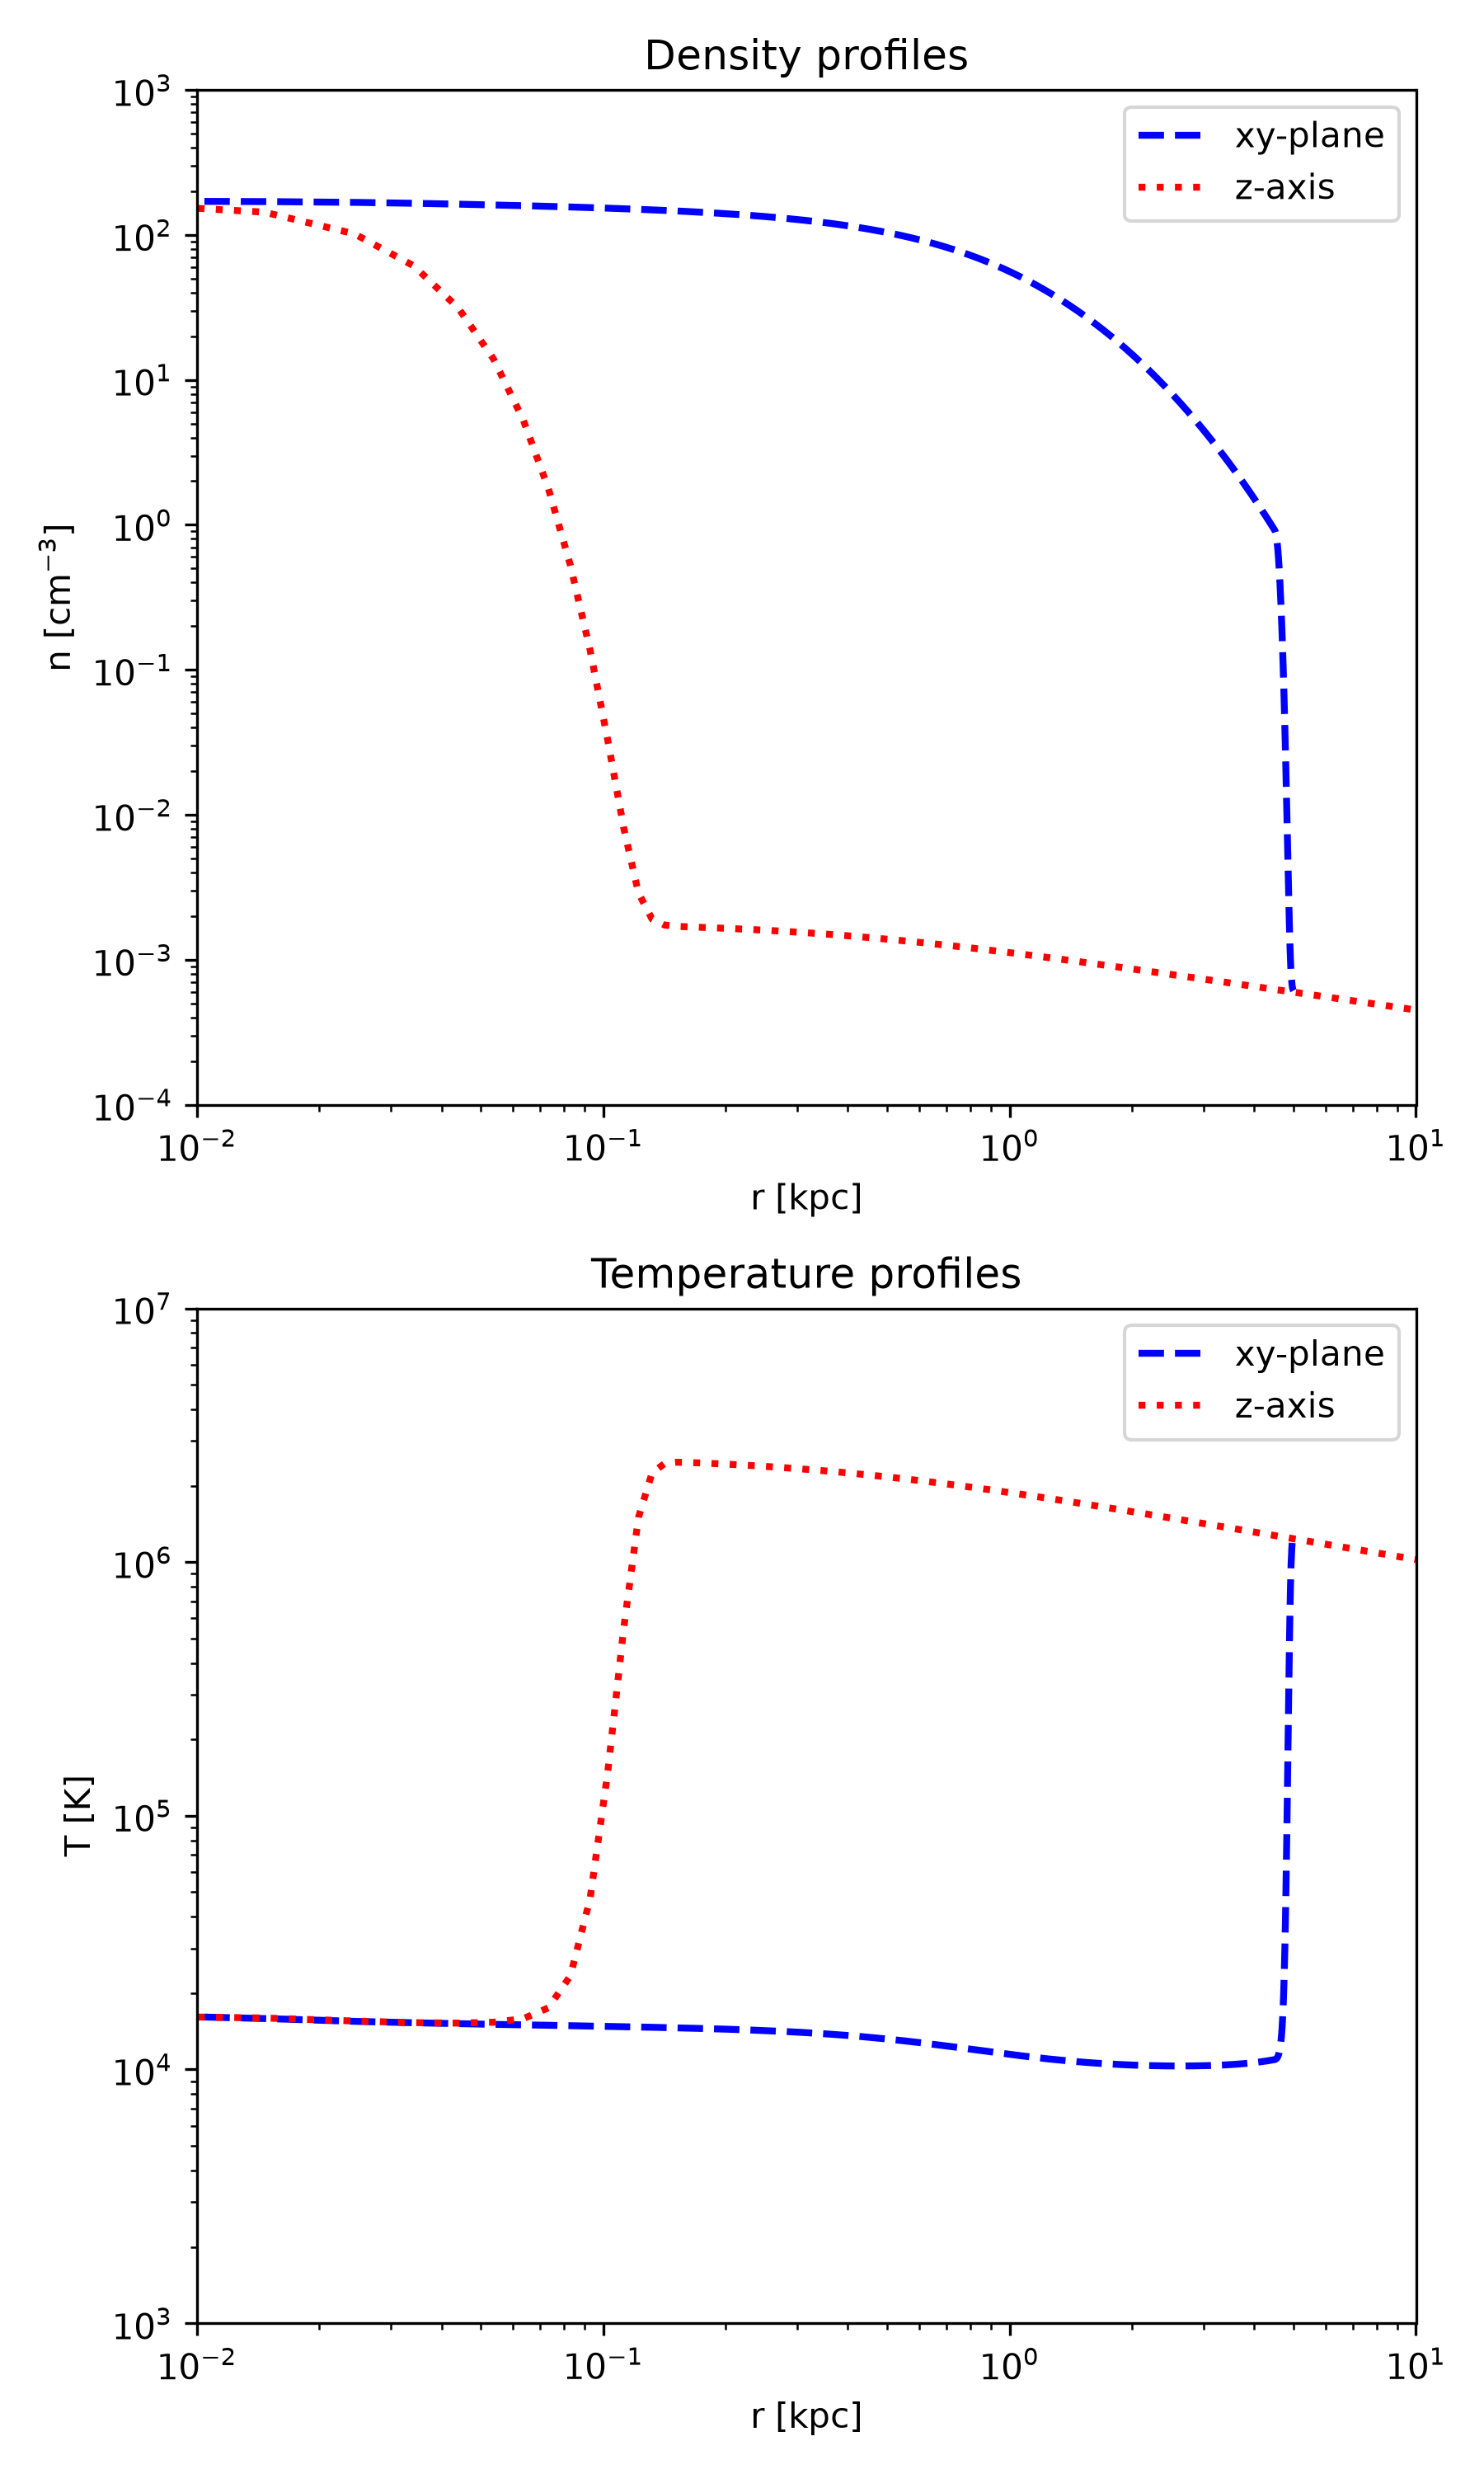 Density profiles
10³
10²
10¹
10⁰
10⁻¹
10⁻²
10⁻³
10⁻⁴
n [cm⁻³]
xy-plane
z-axis
10⁻² 10⁻¹ 10⁰ 10¹
r [kpc]
Temperature profiles
10⁷
10⁶
10⁵
10⁴
10³
T [K]
xy-plane
z-axis
10⁻² 10⁻¹ 10⁰ 10¹
r [kpc]